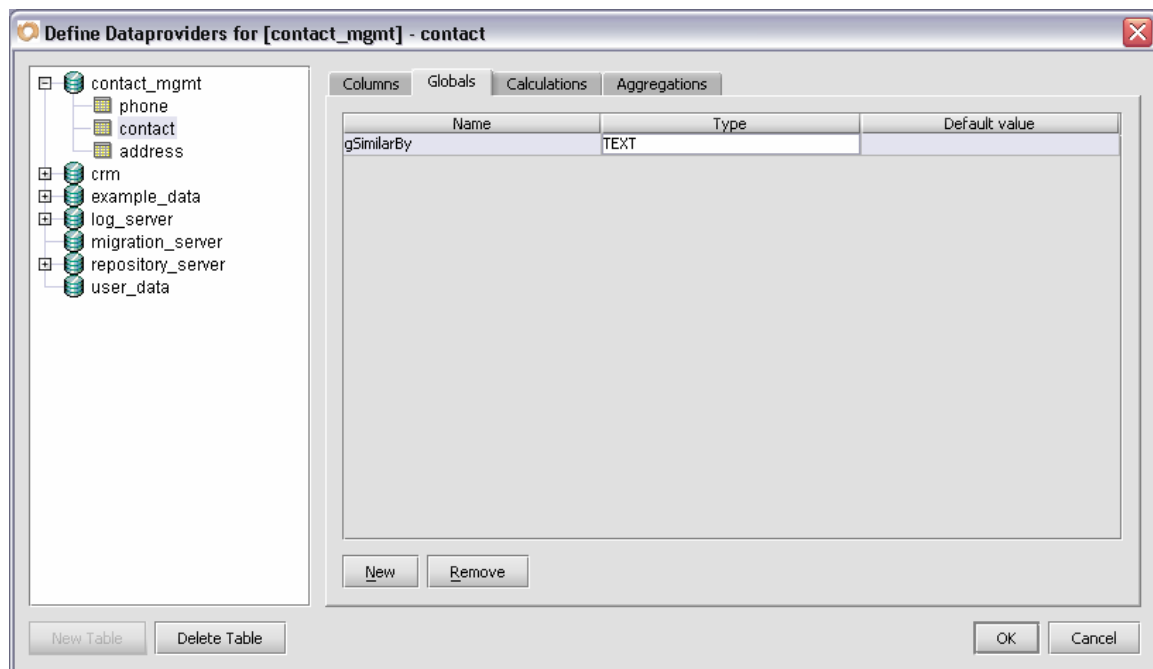 Define Dataproviders for [contact_mgmt] - contact
contact_mgmt
phone
contact
address
crm
example_data
log_server
migration_server
repository_server
user_data
Columns Globals Calculations Aggregations
Name Type Default value
gSimilarBy TEXT
New Remove
New Table Delete Table OK Cancel